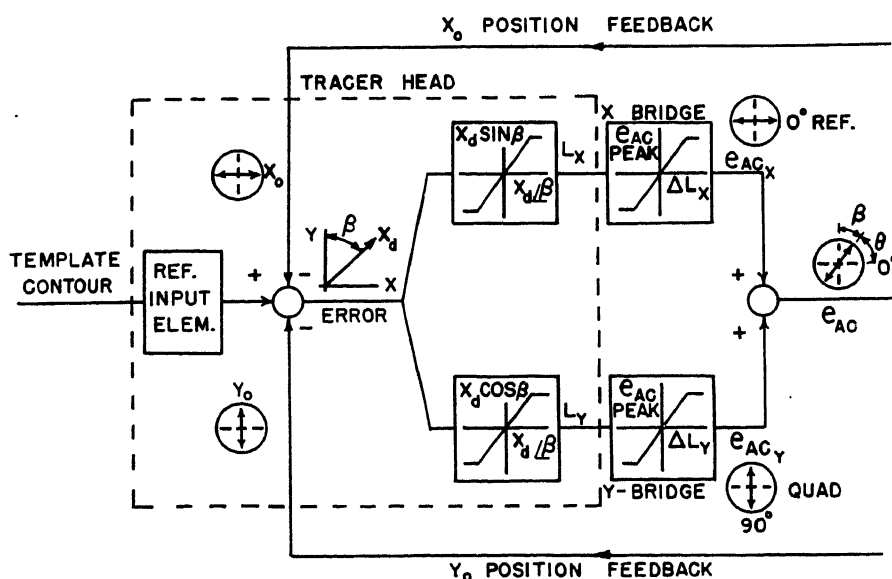 X₀ POSITION FEEDBACK
TRACER HEAD
X₀
X_d SINβ
X_d∠β
L_X
X BRIDGE
e_AC
PEAK
ΔL_X
0° REF.
e_AC_X
TEMPLATE
CONTOUR
REF.
INPUT
ELEM.
+
−
−
Y
β
X_d
X
ERROR
β
θ
0°
+
+
e_AC
Y₀
X_d COSβ
X_d∠β
L_Y
e_AC
PEAK
ΔL_Y
Y-BRIDGE
e_AC_Y
QUAD
90°
Y₀ POSITION FEEDBACK